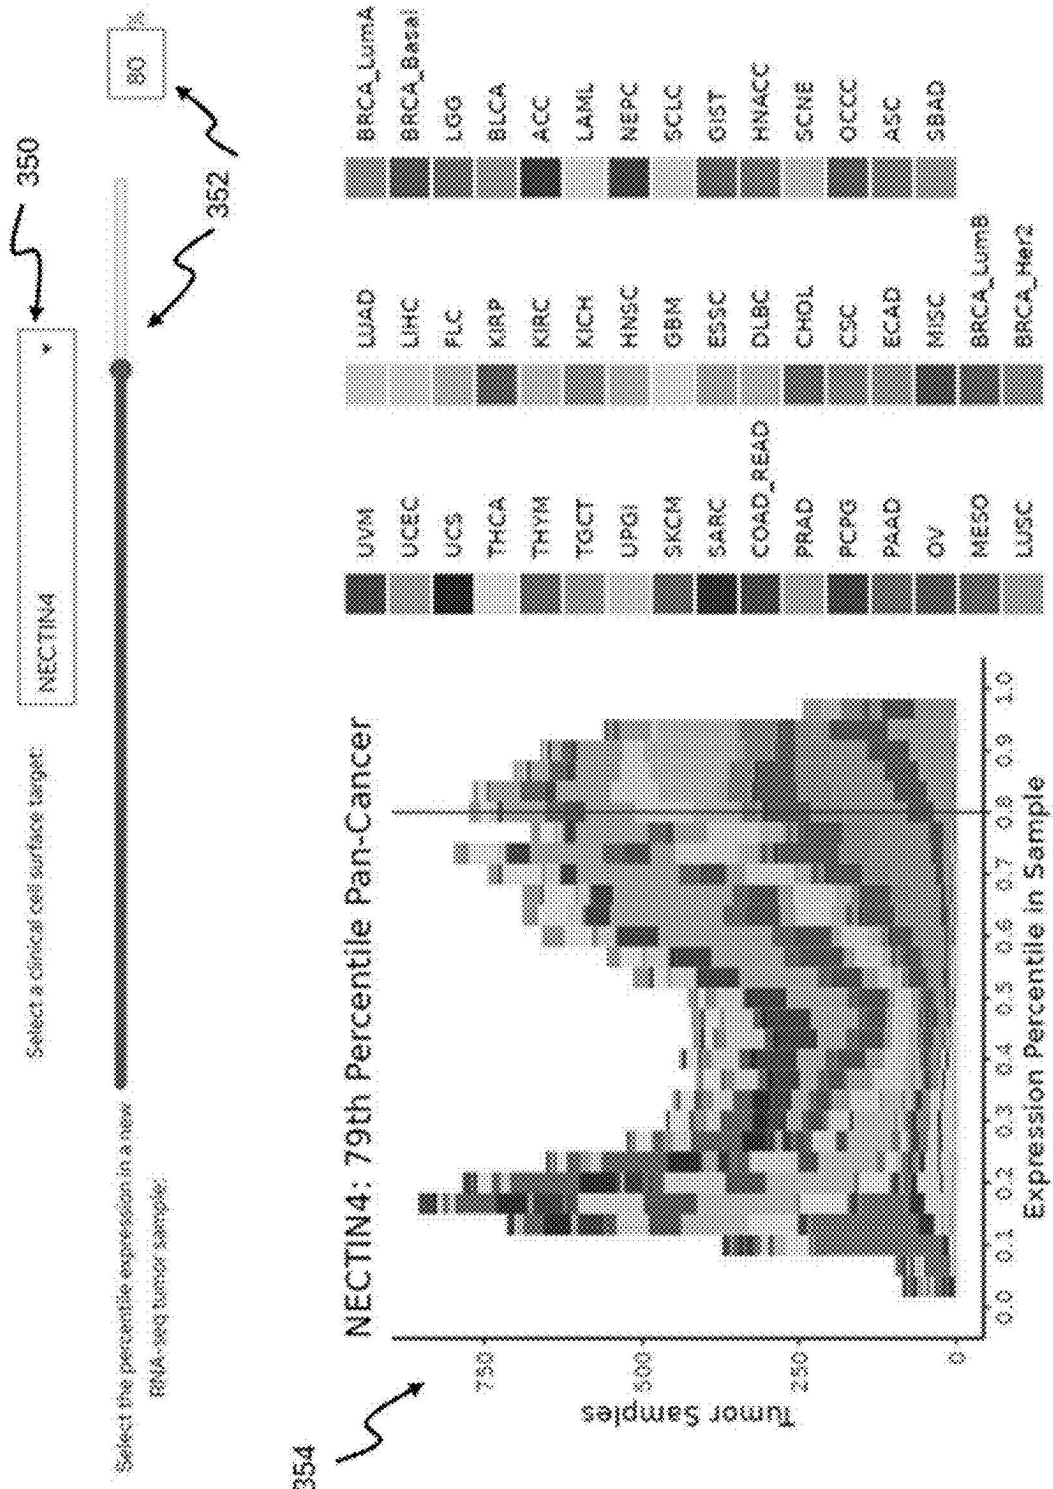 350
Select a clinical cell surface target:
NECTIN4
352
Select the percentile expression in a new
RNA-seq tumor sample:
80
%
354
NECTIN4: 79th Percentile Pan-Cancer
Tumor Samples
750
500
250
0
0.0 0.1 0.2 0.3 0.4 0.5 0.6 0.7 0.8 0.9 1.0
Expression Percentile in Sample
UVM
UCEC
UCS
THCA
THYM
TGCT
UPGI
SKCM
SARC
COAD_READ
PRAD
PCPG
PAAD
OV
MESO
LUSC
LUAD
LIHC
FLC
KIRP
KIRC
KICH
HNSC
GBM
ESSC
DLBC
CHOL
CSC
ECAD
MISC
BRCA_LumB
BRCA_Her2
BRCA_LumA
BRCA_Basal
LGG
BLCA
ACC
LAML
NEPC
SCLC
GIST
HNACC
SCNE
OCCC
ASC
SBAD